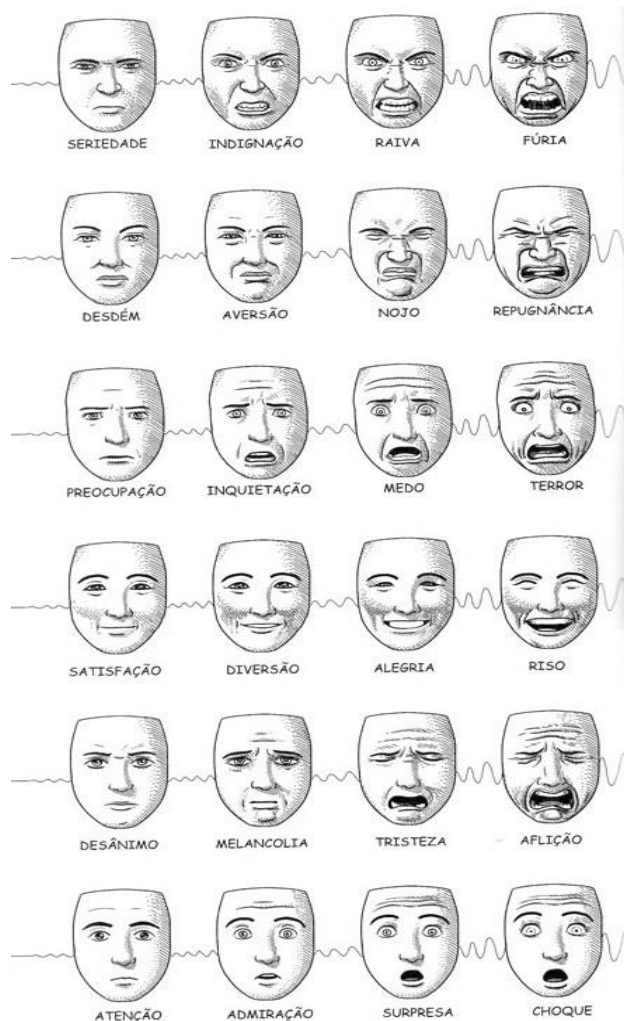 SERIEDADE INDIGNAÇÃO RAIVA FÚRIA
DESDÉM AVERSÃO NOJO REPUGNÂNCIA
PREOCUPAÇÃO INQUIETAÇÃO MEDO TERROR
SATISFAÇÃO DIVERSÃO ALEGRIA RISO
DESÂNIMO MELANCOLIA TRISTEZA AFLIÇÃO
ATENÇÃO ADMIRAÇÃO SURPRESA CHOQUE